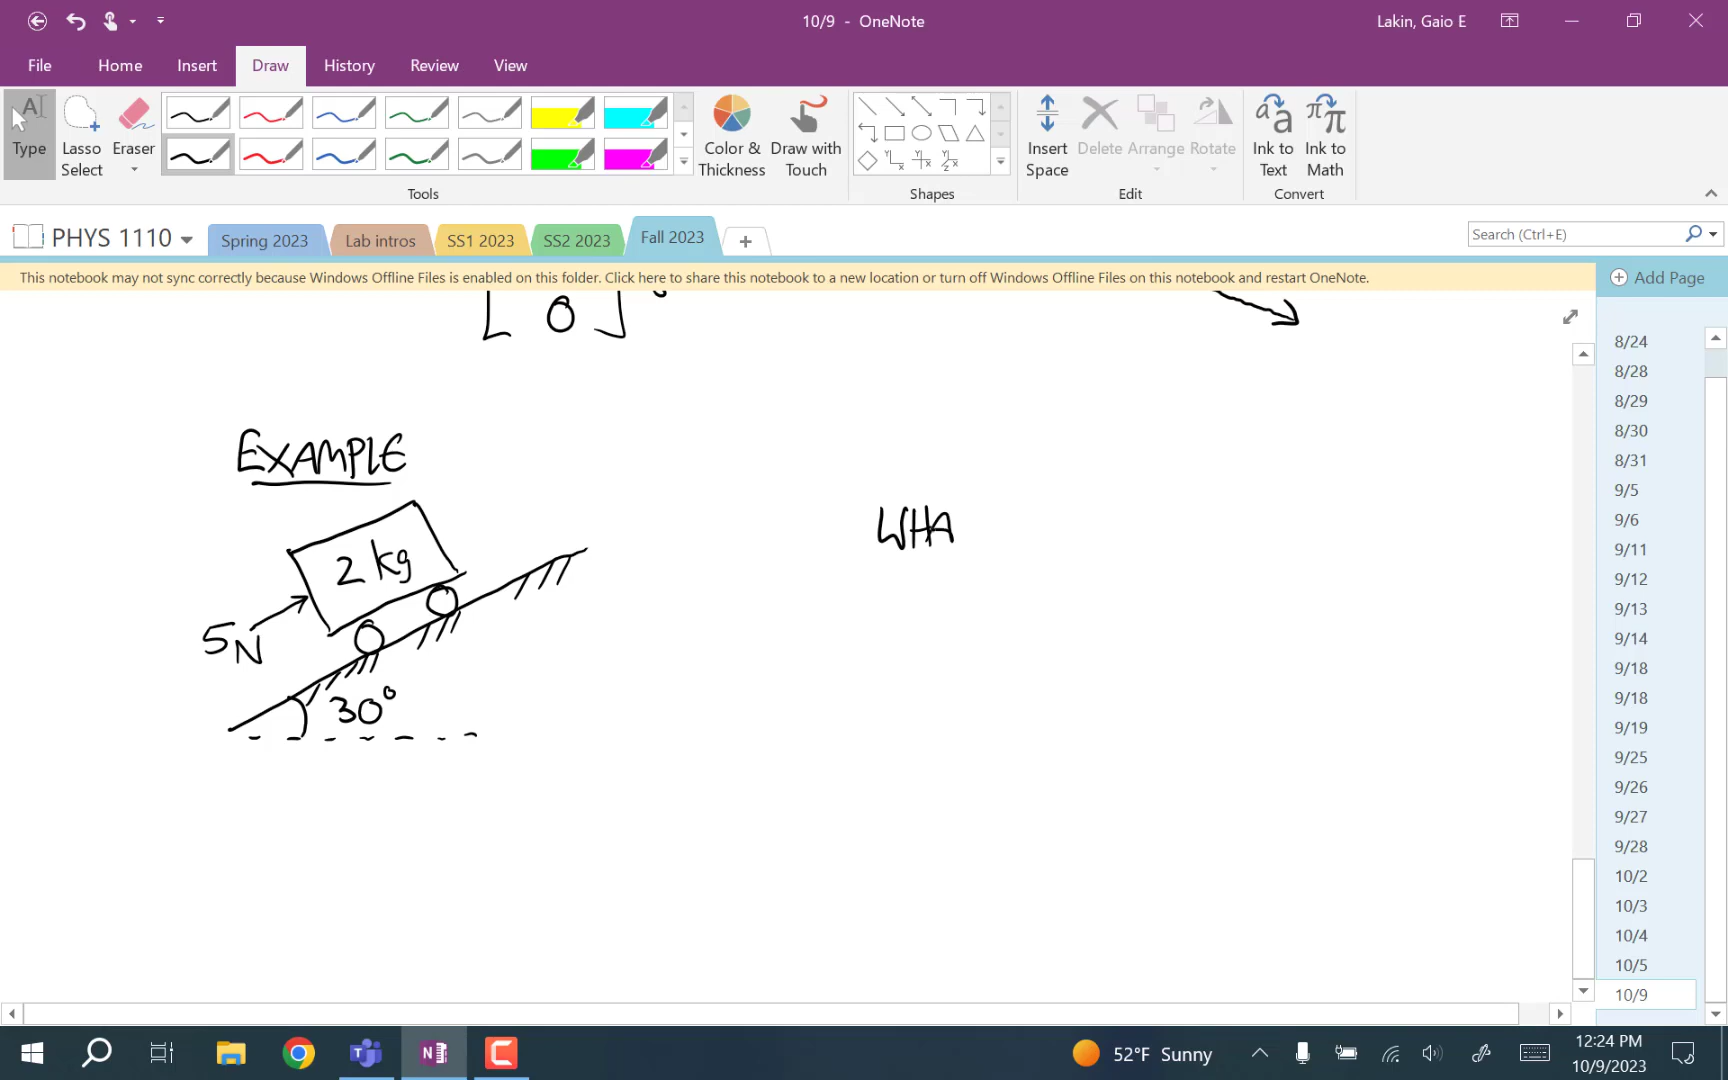 10/9 - OneNote
Lakin, Gaio E
File Home Insert Draw History Review View
Type
Lasso Select
Eraser
Color & Thickness
Draw with Touch
Insert Space
Delete
Arrange
Rotate
Ink to Text
Ink to Math
Tools
Shapes
Edit
Convert
PHYS 1110
Spring 2023
Lab intros
SS1 2023
SS2 2023
Fall 2023
Search (Ctrl+E)
This notebook may not sync correctly because Windows Offline Files is enabled on this folder. Click here to share this notebook to a new location or turn off Windows Offline Files on this notebook and restart OneNote.
Add Page
0
EXAMPLE
2 kg
5N
30°
WHA
8/24
8/28
8/29
8/30
8/31
9/5
9/6
9/11
9/12
9/13
9/14
9/18
9/18
9/19
9/25
9/26
9/27
9/28
10/2
10/3
10/4
10/5
10/9
52°F Sunny
12:24 PM
10/9/2023